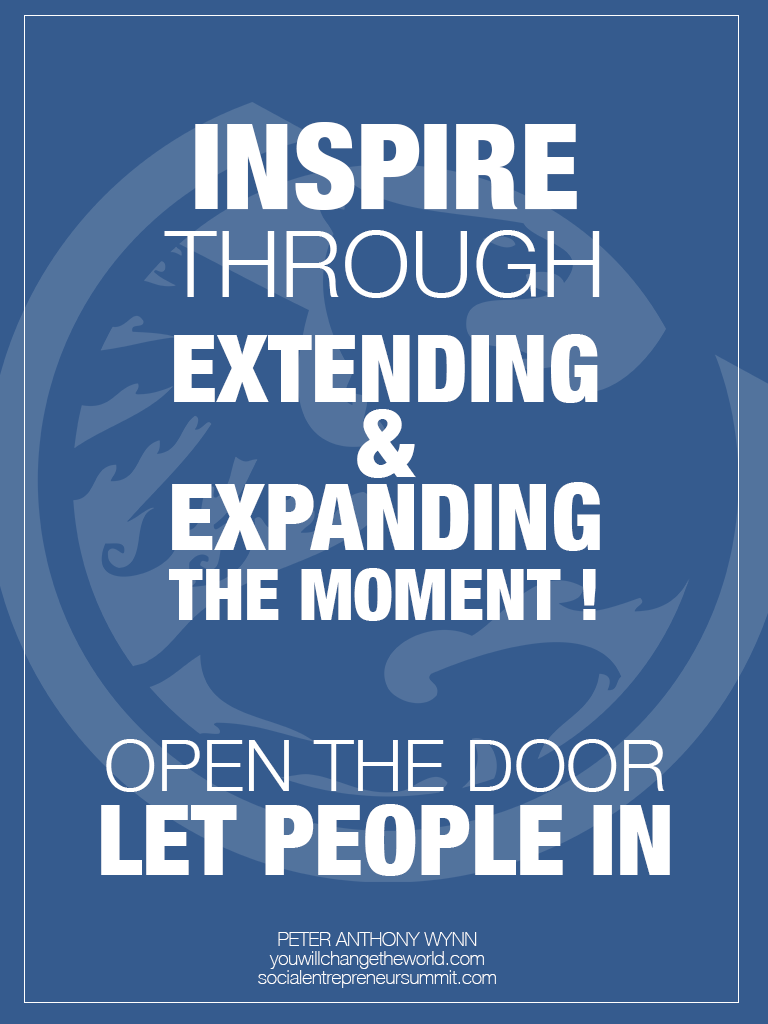 INSPIRE
THROUGH
EXTENDING
&
EXPANDING
THE MOMENT !
OPEN THE DOOR
LET PEOPLE IN
PETER ANTHONY WYNN
youwillchangetheworld.com
socialentrepreneursummit.com